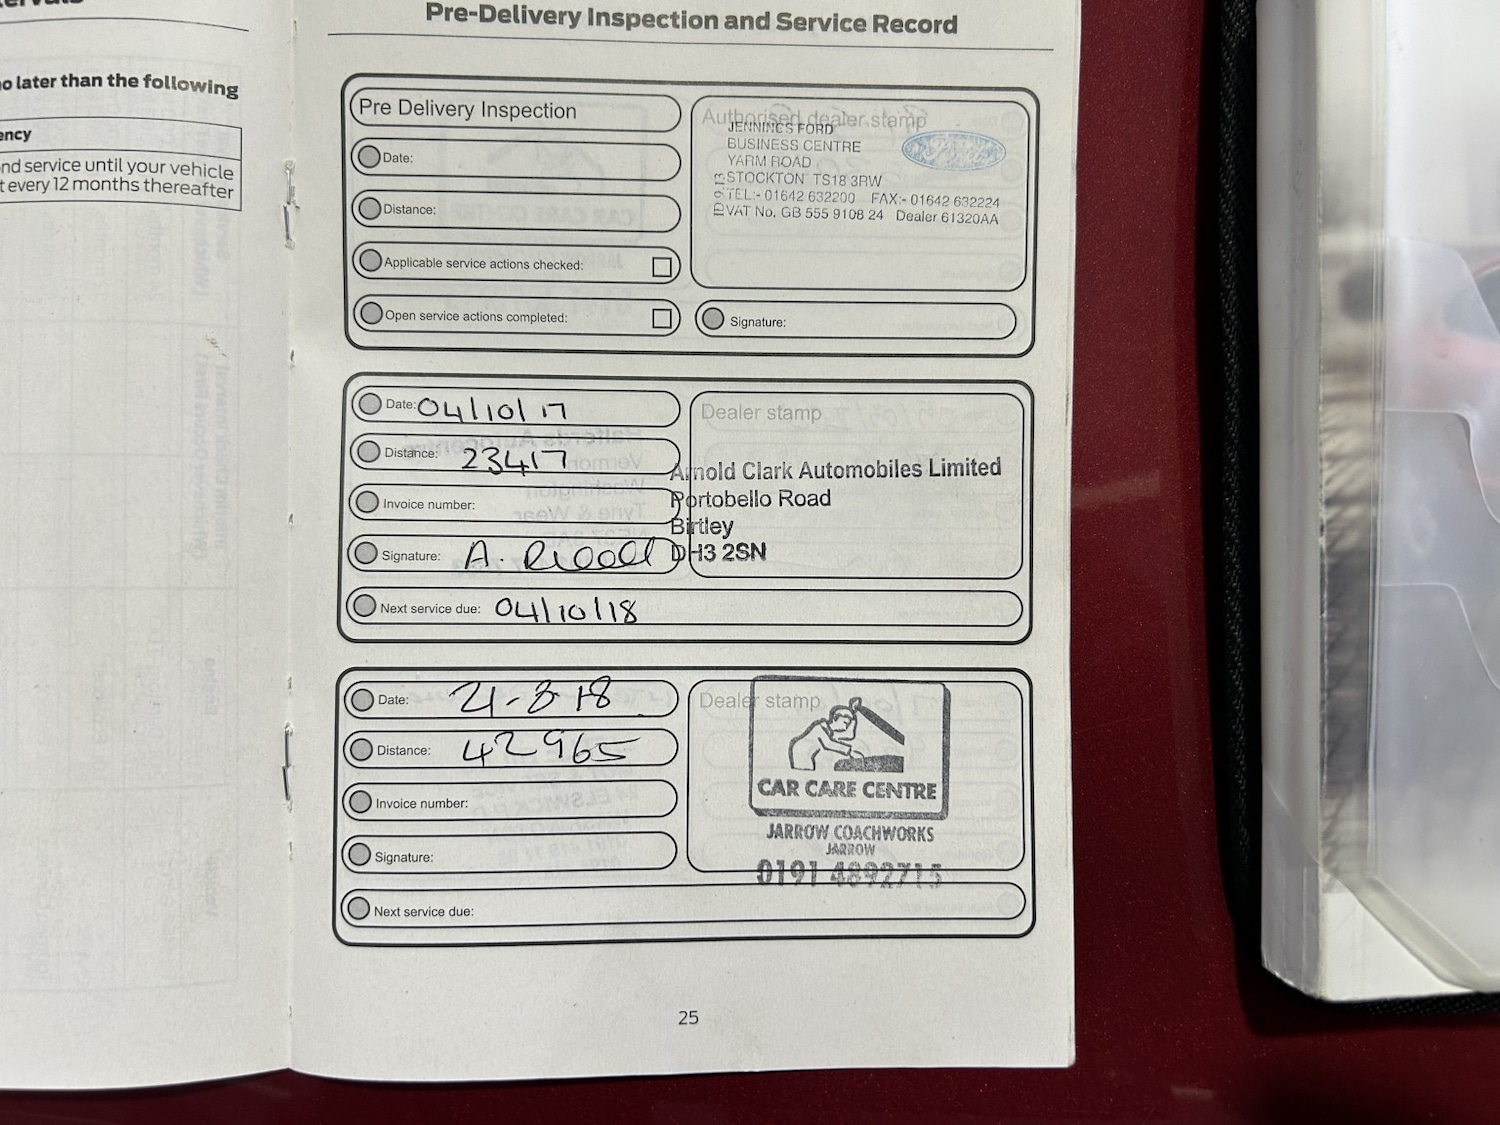 Pre-Delivery Inspection and Service Record
no later than the following
ency
nd service until your vehicle
t every 12 months thereafter
Pre Delivery Inspection
Date:
Distance:
Applicable service actions checked:
Open service actions completed:
Authorised dealer stamp
JENNINGS FORD
BUSINESS CENTRE
YARM ROAD
STOCKTON TS18 3RW
TEL:- 01642 632200 FAX:- 01642 632224
VAT No. GB 555 9108 24 Dealer 61320AA
Signature:
Date: 04/10/17
Distance: 23417
Invoice number:
Signature: A.
Next service due: 04/10/18
Dealer stamp
Arnold Clark Automobiles Limited
Portobello Road
Birtley
DH3 2SN
Date: 21-8-18
Distance: 42965
Invoice number:
Signature:
Next service due:
Dealer stamp
CAR CARE CENTRE
JARROW COACHWORKS
JARROW
0191 4892715
25